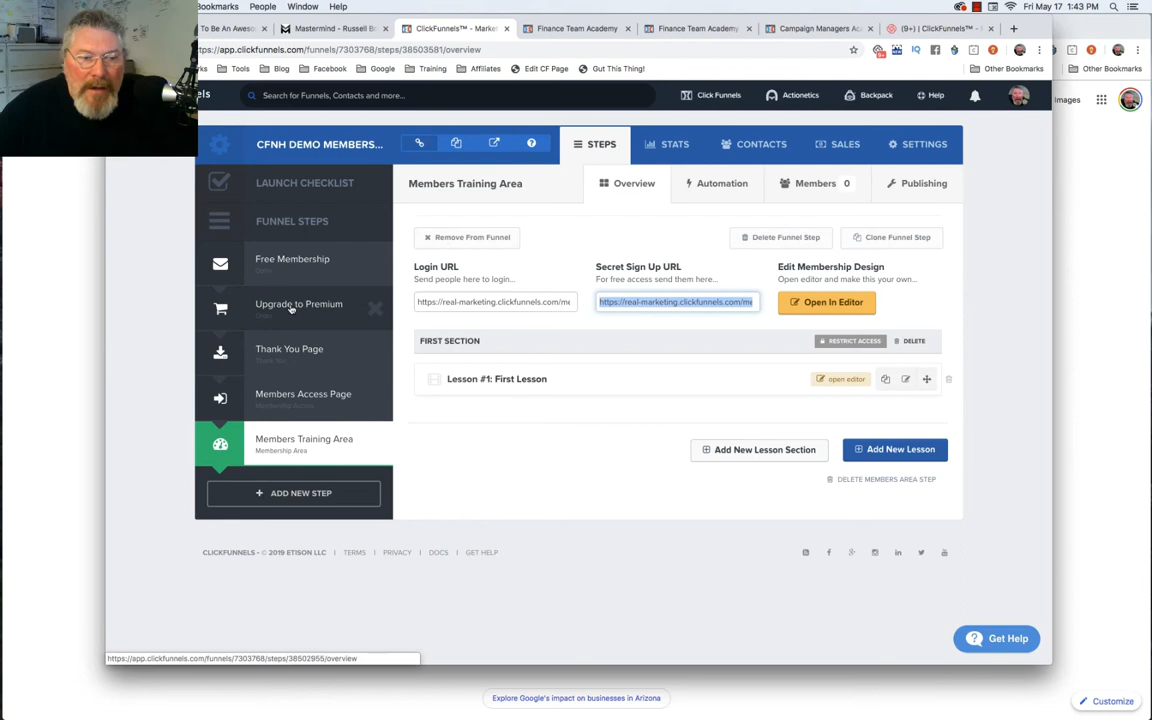 People Window Help
Fri May 17 1:43 PM
To Be An Awesome
Mastermind - Russell Br
ClickFunnels™ - Marke
Finance Team Academy
Finance Team Academy
Campaign Managers Ac
(9+) | ClickFunnels™
https://app.clickfunnels.com/funnels/7303768/steps/38503581/overview
Tools Blog Facebook Google Training Affiliates Edit CF Page Gut This Thing! Other Bookmarks Other Bookmarks
Search for Funnels, Contacts and more...
Click Funnels Actionetics Backpack Help
Images
CFNH DEMO MEMBERS...
STEPS STATS CONTACTS SALES SETTINGS
LAUNCH CHECKLIST
Members Training Area
Overview Automation Members 0 Publishing
FUNNEL STEPS
Remove From Funnel Delete Funnel Step Clone Funnel Step
Free Membership
Login URL
Send people here to login...
https://real-marketing.clickfunnels.com/me
Secret Sign Up URL
For free access send them here...
https://real-marketing.clickfunnels.com/me
Edit Membership Design
Open editor and make this your own...
Open In Editor
Upgrade to Premium
FIRST SECTION RESTRICT ACCESS DELETE
Thank You Page
Thank You
Lesson #1: First Lesson open editor
Members Access Page
Membership Access
Members Training Area
Membership Area
Add New Lesson Section Add New Lesson
DELETE MEMBERS AREA STEP
ADD NEW STEP
CLICKFUNNELS - © 2019 ETISON LLC | TERMS | PRIVACY | DOCS | GET HELP
Get Help
https://app.clickfunnels.com/funnels/7303768/steps/38502955/overview
Explore Google's impact on businesses in Arizona
Customize